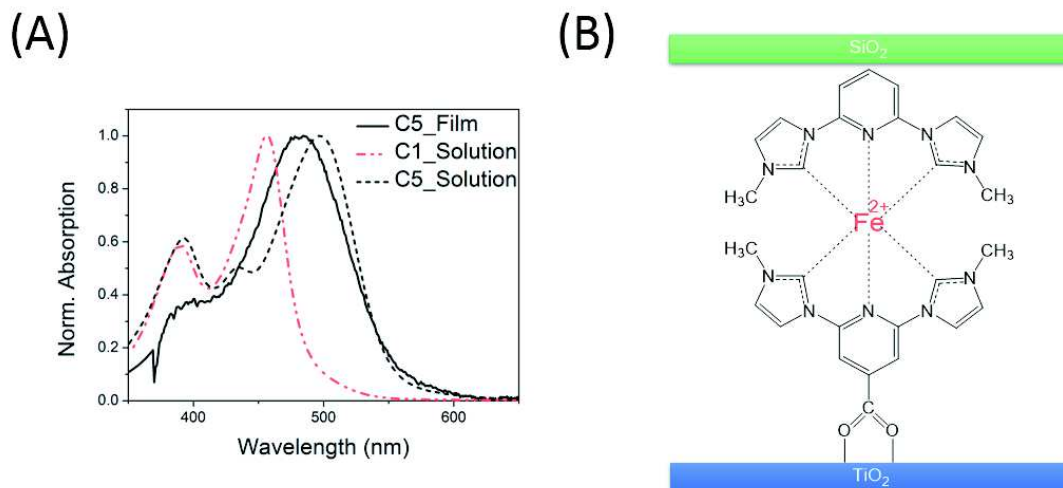 (A)
C5_Film
C1_Solution
C5_Solution
1.0
0.8
0.6
0.4
0.2
0.0
Norm. Absorption
400
500
600
Wavelength (nm)
(B)
SiO2
N
N
N
N
N
H3C
CH3
Fe2+
H3C
CH3
N
N
N
N
N
C
O
O
TiO2